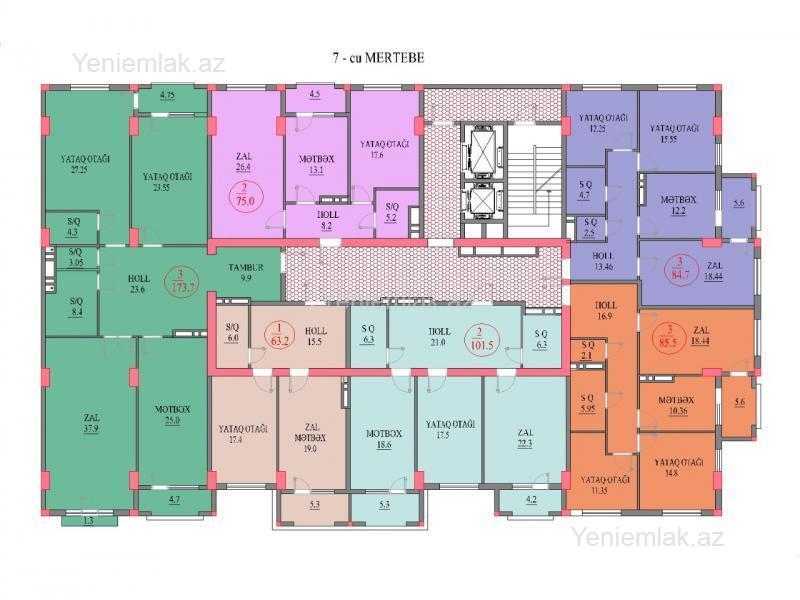 Yeniemlak.az
7 - cu MERTEBE
4.75
4.5
YATAQ OTAĞI
27.25
YATAQ OTAĞI
23.55
ZAL
26.4
2
75.0
MƏTBƏX
13.1
YATAQ OTAĞI
17.6
S/Q
5.2
HOLL
8.2
YATAQ OTAĞI
12.25
YATAQ OTAĞI
15.55
S Q
4.7
MƏTBƏX
12.2
5.6
S Q
2.5
HOLL
13.46
3
84.7
ZAL
18.44
S/Q
4.3
S/Q
3.05
HOLL
23.6
3
173.7
S/Q
8.4
TAMBUR
9.9
S/Q
6.0
1
63.2
HOLL
15.5
S Q
6.3
HOLL
21.0
2
101.5
S Q
6.3
HOLL
16.9
3
85.5
ZAL
18.44
S Q
2.1
S Q
5.95
MƏTBƏX
10.36
5.6
YATAQ OTAĞI
11.35
YATAQ OTAĞI
14.8
ZAL
37.9
MƏTBƏX
25.0
YATAQ OTAĞI
17.4
ZAL
MƏTBƏX
19.0
MƏTBƏX
18.6
YATAQ OTAĞI
17.5
ZAL
22.3
1.3
4.7
5.3
5.3
4.2
Yeniemlak.az